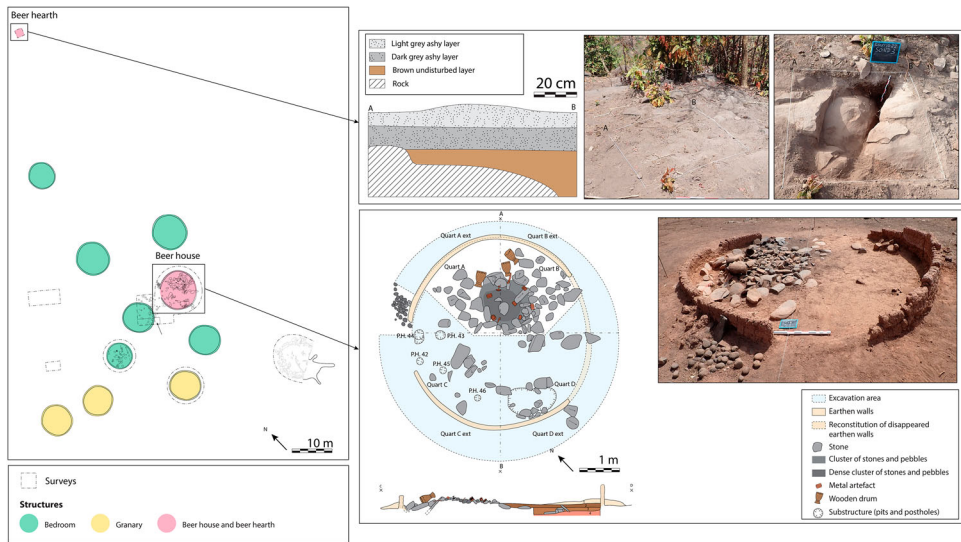 Beer hearth
Beer house
N
10 m
Surveys
Structures
Bedroom
Granary
Beer house and beer hearth
Light grey ashy layer
Dark grey ashy layer
Brown undisturbed layer
Rock
20 cm
A
B
A
B
A
Quart A ext
Quart B ext
Quart A
Quart B
P.H. 44
P.H. 43
P.H. 42
P.H. 45
P.H. 46
Quart C
Quart D
Quart C ext
Quart D ext
B
N
1 m
Excavation area
Earthen walls
Reconstitution of disappeared
earthen walls
Stone
Cluster of stones and pebbles
Dense cluster of stones and pebbles
Metal artefact
Wooden drum
Substructure (pits and postholes)